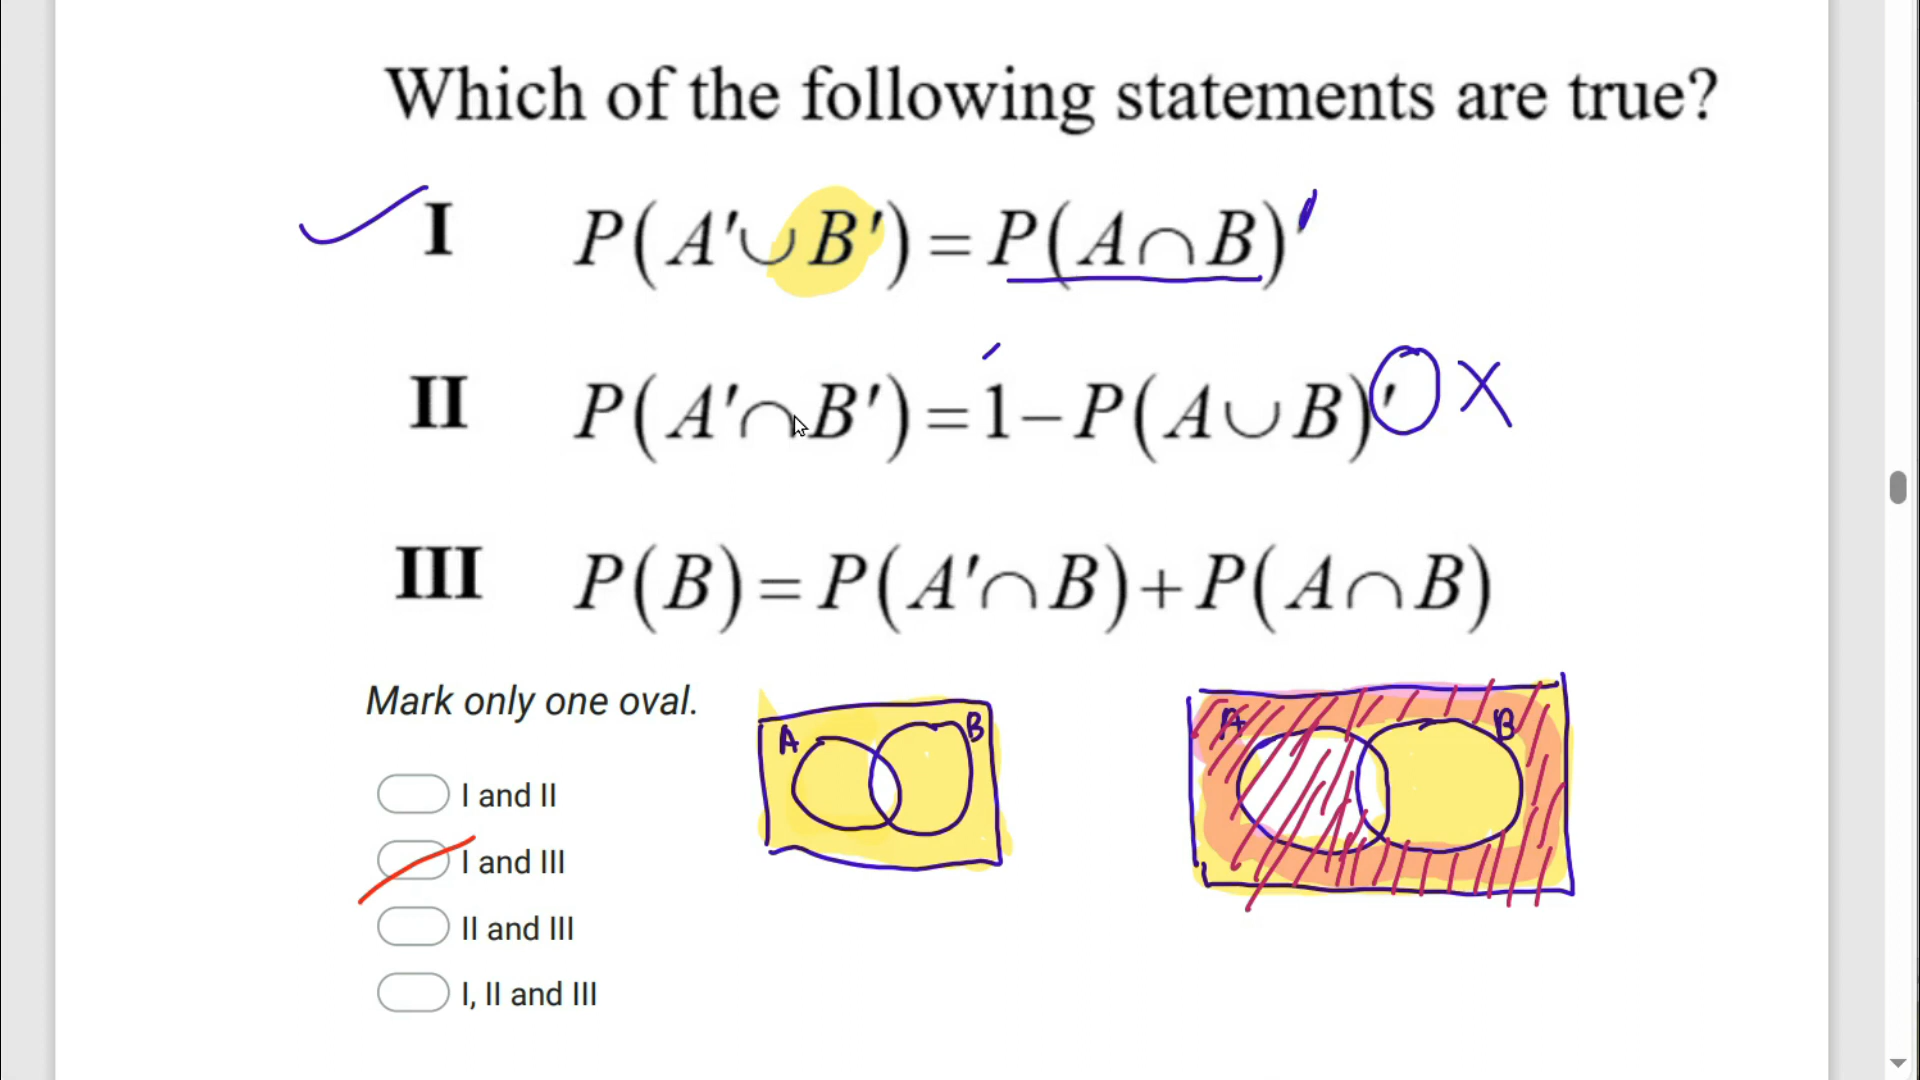 Which of the following statements are true?
I P(A′∪B′)=P(A∩B)′
II P(A′∩B′)=1−P(A∪B)′ X
III P(B)=P(A′∩B)+P(A∩B)
Mark only one oval.
A B
A B
I and II
I and III
II and III
I, II and III